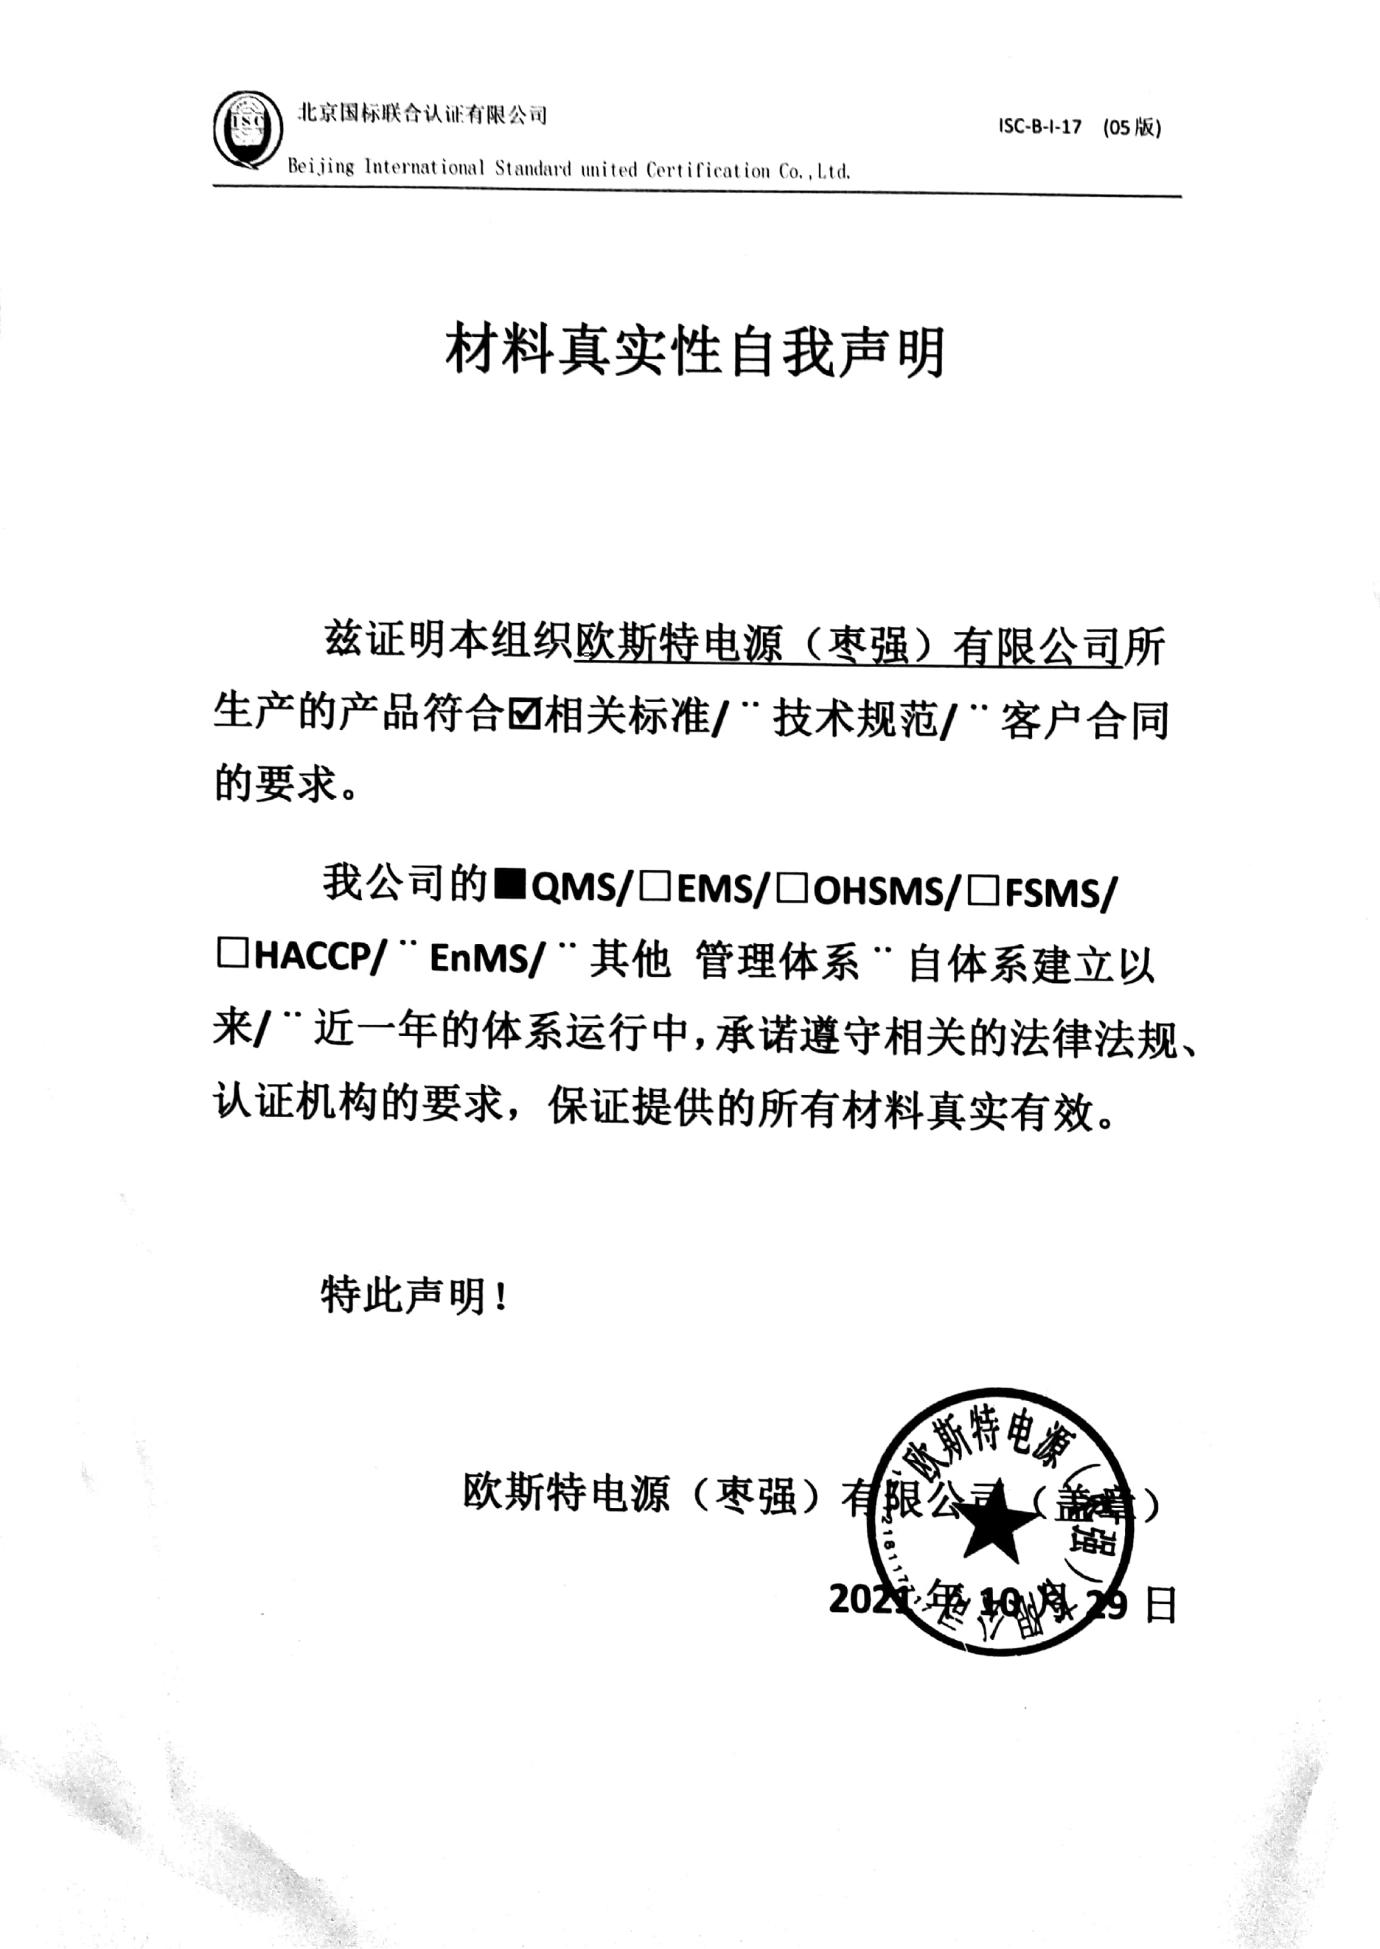 ISC
北京国标联合认证有限公司
ISC-B-I-17 (05版)
Beijing International Standard united Certification Co.,Ltd.
材料真实性自我声明
兹证明本组织欧斯特电源（枣强）有限公司所
生产的产品符合☑相关标准/¨技术规范/¨客户合同
的要求。
我公司的■QMS/□EMS/□OHSMS/□FSMS/
□HACCP/¨EnMS/¨其他 管理体系¨自体系建立以
来/¨近一年的体系运行中,承诺遵守相关的法律法规、
认证机构的要求，保证提供的所有材料真实有效。
特此声明！
欧斯特电源（枣强）有限公司（盖章）
2021 年 10 月 29 日
欧斯特电源（枣强）有限公司